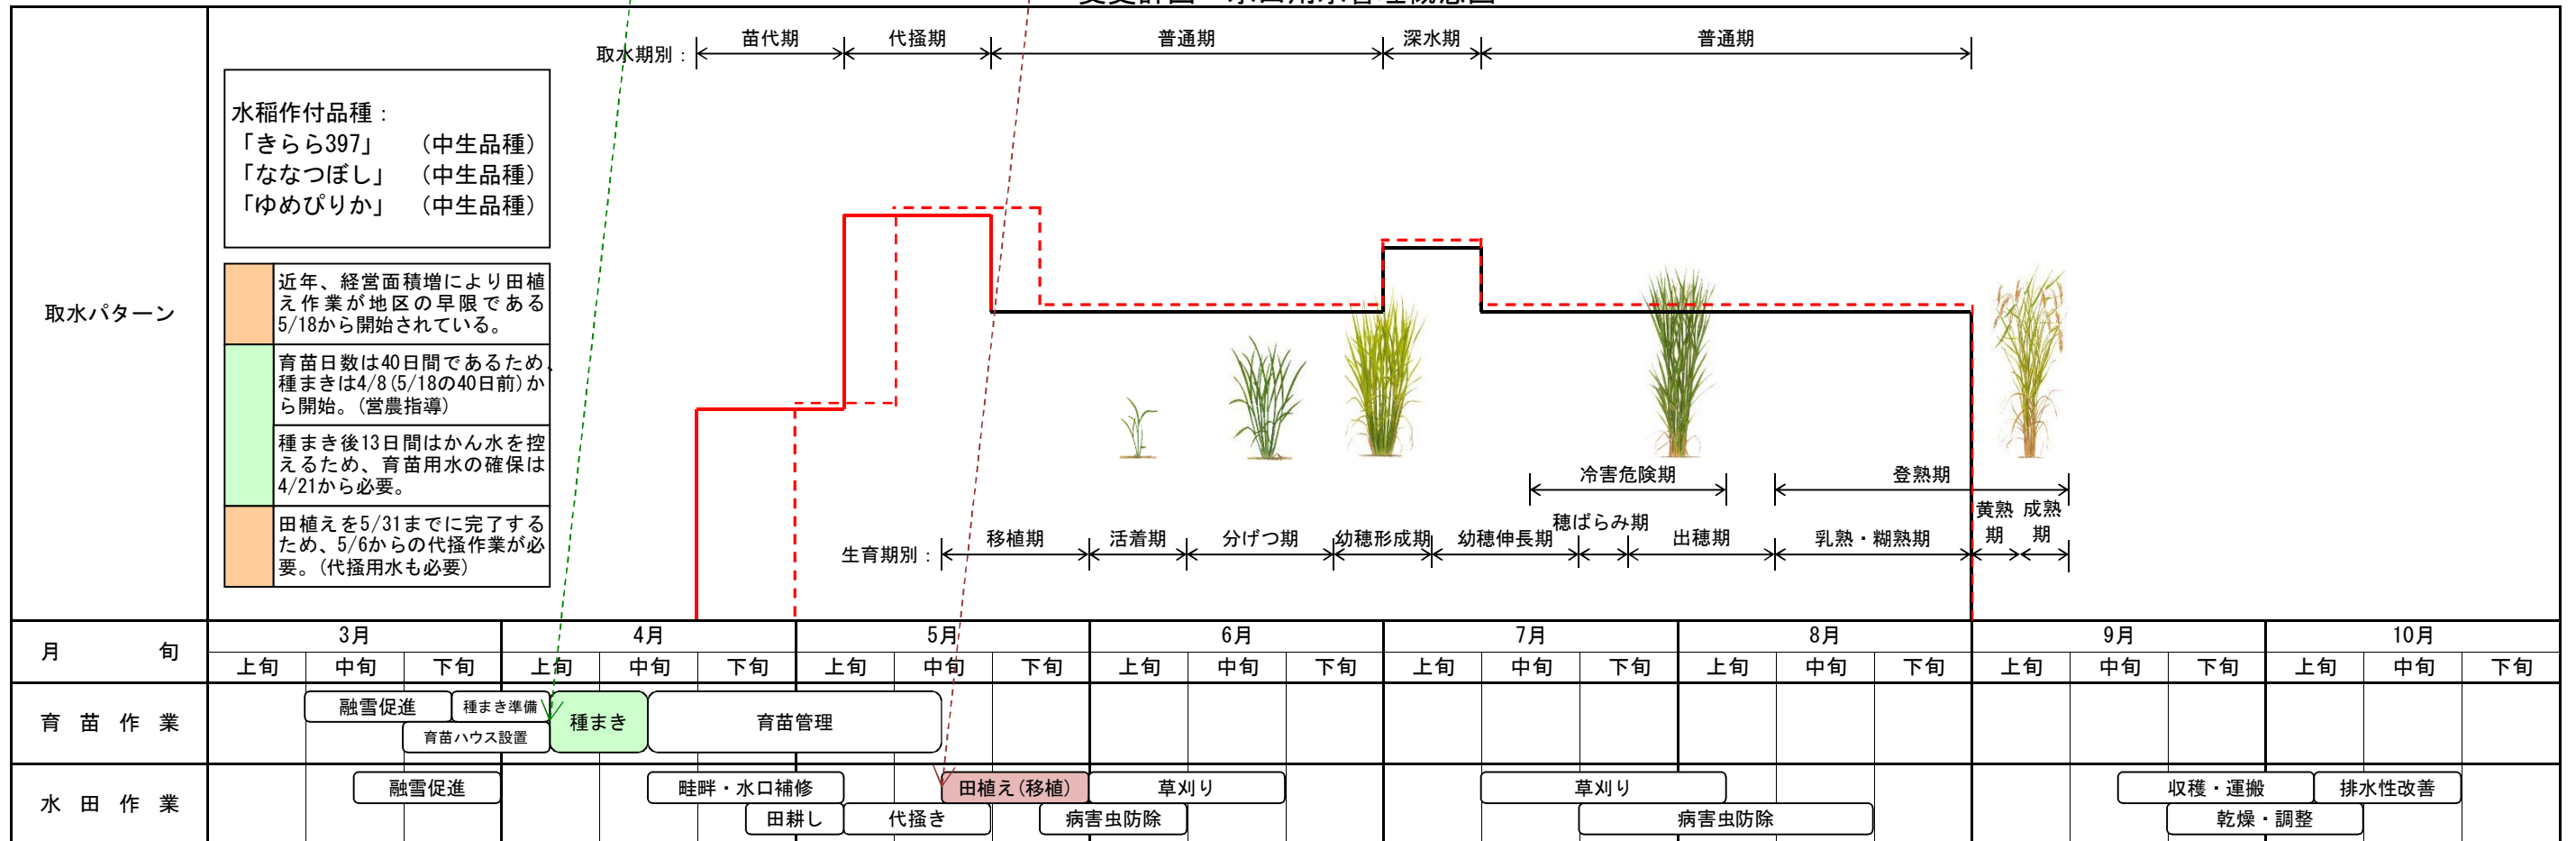 取水期別：
苗代期
代掻期
普通期
深水期
普通期
水稲作付品種：
「きらら397」　（中生品種）
「ななつぼし」　（中生品種）
「ゆめぴりか」　（中生品種）
近年、経営面積増により田植
え作業が地区の早限である
5/18から開始されている。
育苗日数は40日間であるため、
種まきは4/8(5/18の40日前)か
ら開始。(営農指導)
種まき後13日間はかん水を控
えるため、育苗用水の確保は
4/21から必要。
田植えを5/31までに完了する
ため、5/6からの代掻作業が必
要。(代掻用水も必要)
取水パターン
冷害危険期
登熟期
生育期別：
移植期
活着期
分げつ期
幼穂形成期
幼穂伸長期
穂ばらみ期
出穂期
乳熟・糊熟期
黄熟
期
成熟
期
月　旬
3月　4月　5月　6月　7月　8月　9月　10月
上旬　中旬　下旬　上旬　中旬　下旬　上旬　中旬　下旬　上旬　中旬　下旬　上旬　中旬　下旬　上旬　中旬　下旬　上旬　中旬　下旬　上旬　中旬　下旬
育苗作業
融雪促進　種まき準備
育苗ハウス設置
種まき
育苗管理
水田作業
融雪促進　畦畔・水口補修　田植え(移植)　草刈り　草刈り　収穫・運搬　排水性改善
田耕し　代掻き　病害虫防除　病害虫防除　乾燥・調整